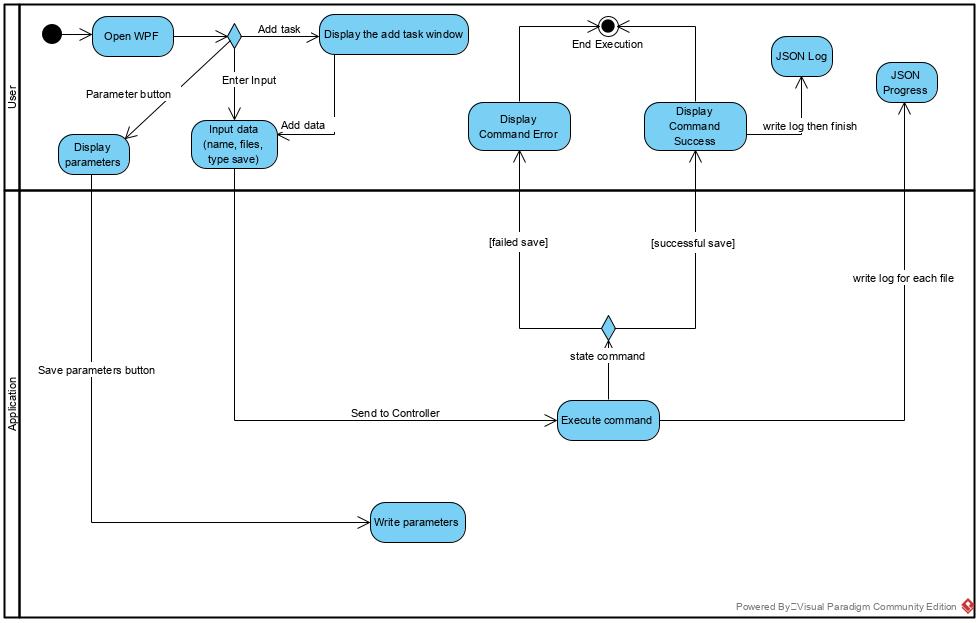 User
Open WPF
Add task
Display the add task window
End Execution
JSON Log
JSON
Progress
Enter Input
Parameter button
Display
parameters
Input data
(name, files,
type save)
Add data
Display
Command Error
Display
Command
Success
write log then finish
Application
[failed save]
[successful save]
write log for each file
state command
Save parameters button
Send to Controller
Execute command
Write parameters
Powered By Visual Paradigm Community Edition